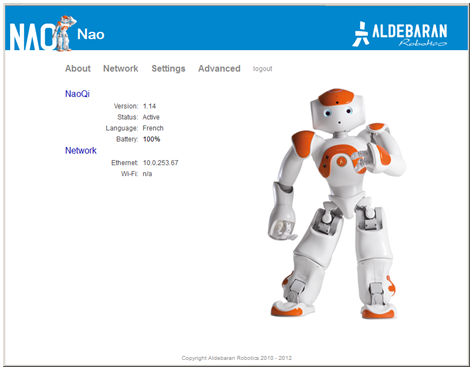 NAO Nao
ALDEBARAN
Robotics
About Network Settings Advanced logout
NaoQi
Version: 1.14
Status: Active
Language: French
Battery: 100%
Network
Ethernet: 10.0.253.67
Wi-Fi: n/a
Copyright Aldebaran Robotics 2010 - 2012